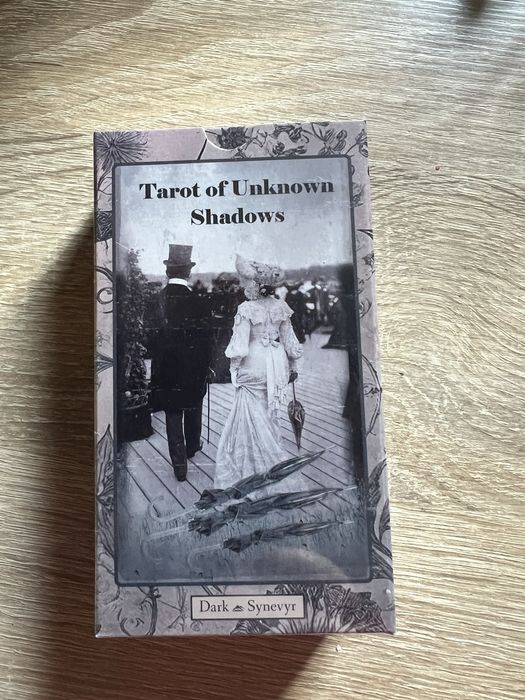 Tarot of Unknown
Shadows
Dark Synevyr